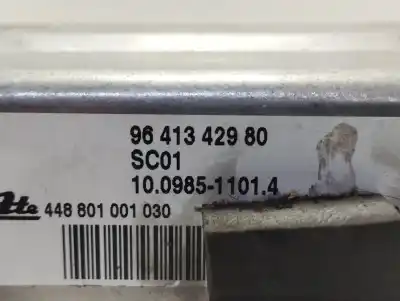 96 413 429 80
SC01
10.0985-1101.4
Ate 448 601 001 030